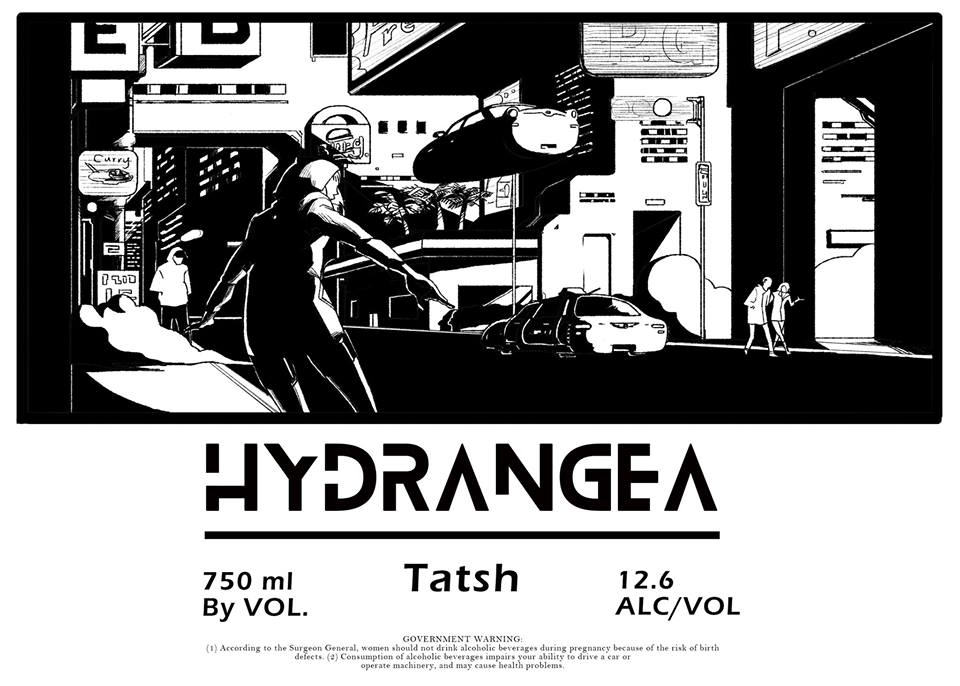 E
B
Curry
HYDRANGEA
750 ml
By VOL.
Tatsh
12.6
ALC/VOL
GOVERNMENT WARNING:
(1) According to the Surgeon General, women should not drink alcoholic beverages during pregnancy because of the risk of birth
defects. (2) Consumption of alcoholic beverages impairs your ability to drive a car or
operate machinery, and may cause health problems.